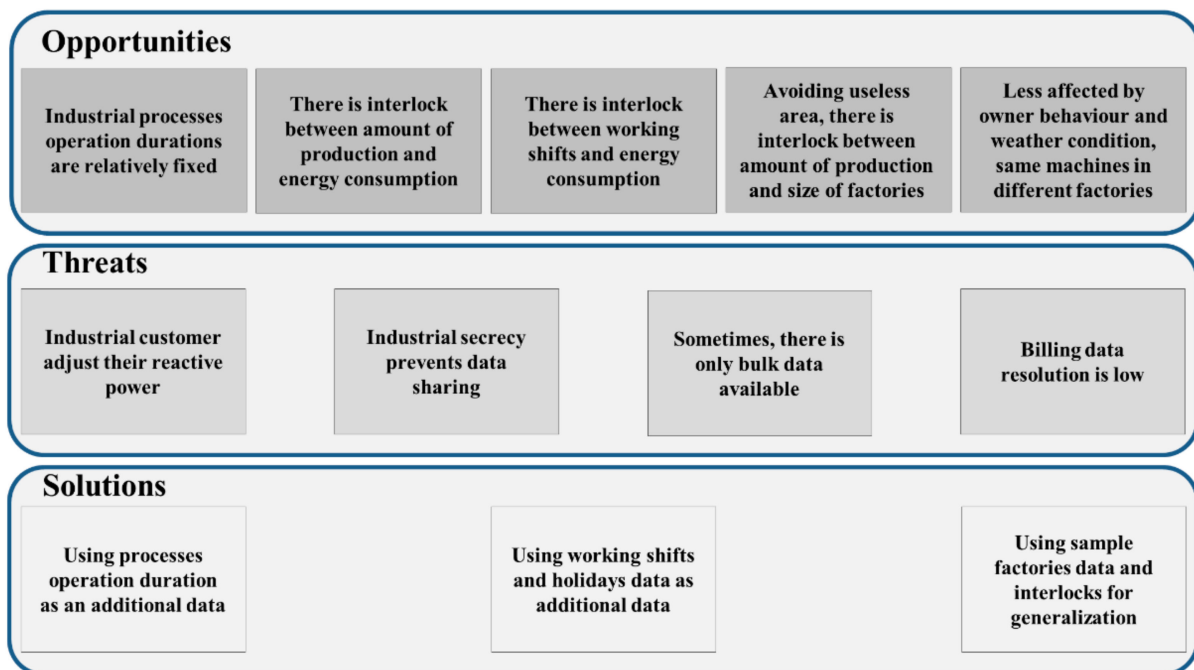 Opportunities
Industrial processes
operation durations
are relatively fixed
There is interlock
between amount of
production and
energy consumption
There is interlock
between working
shifts and energy
consumption
Avoiding useless
area, there is
interlock between
amount of production
and size of factories
Less affected by
owner behaviour and
weather condition,
same machines in
different factories
Threats
Industrial customer
adjust their reactive
power
Industrial secrecy
prevents data
sharing
Sometimes, there is
only bulk data
available
Billing data
resolution is low
Solutions
Using processes
operation duration
as an additional data
Using working shifts
and holidays data as
additional data
Using sample
factories data and
interlocks for
generalization